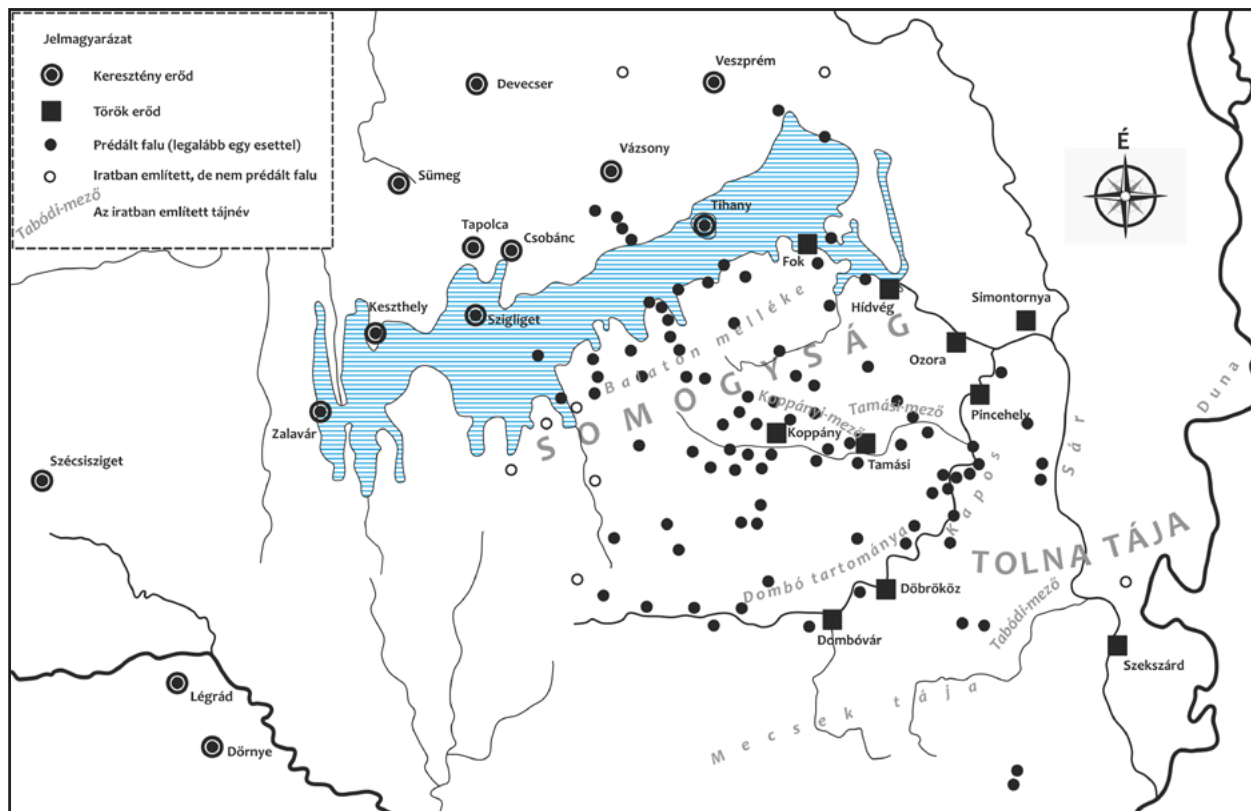 Jelmagyarázat
Keresztény erőd
Török erőd
Prédált falu (legalább egy esettel)
Iratban említett, de nem prédált falu
Tabódi-mező
Az iratban említett tájnév
Devecser
Veszprém
É
Vázsony
Sümeg
Tihany
Tapolca
Csobánc
Fok
Hídvég
Simontornya
Keszthely
Szigliget
Balaton melléke
SOMOGYSÁG
Ozora
Duna
Zalavár
Koppányi-mező
Tamási-mező
Pincehely
Koppány
Tamási
Sár
Szécsisziget
Kapos
TOLNA TÁJA
Dombó tartománya
Döbrököz
Tabódi-mező
Dombóvár
Szekszárd
Légrád
Mecsek tája
Dörnye